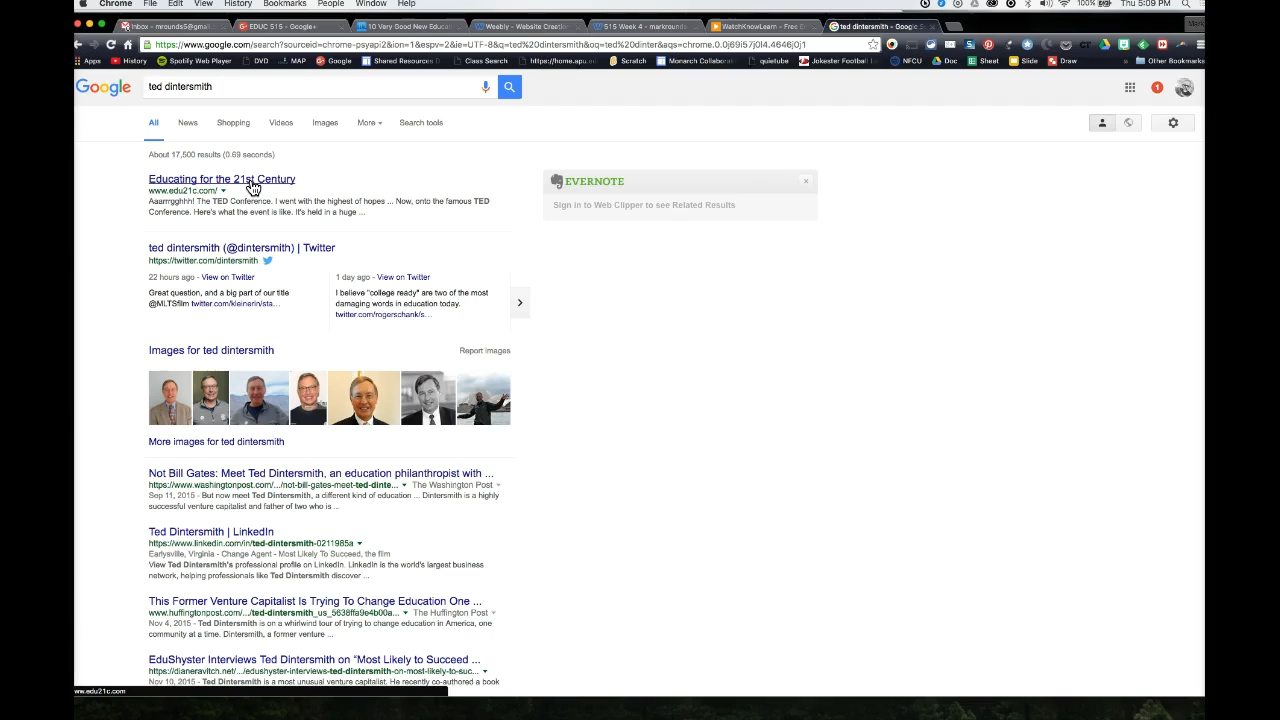 Chrome File Edit View History Bookmarks People Window Help 100% Thu 5:09 PM
Inbox - mrounds5@gmail.c EDUC 515 - Google+ 10 Very Good New Educat Weebly - Website Creation 515 Week 4 - markrounds WatchKnowLearn - Free E ted dintersmith - Google S
https://www.google.com/search?sourceid=chrome-psyapi2&ion=1&espv=2&ie=UTF-8&q=ted%20dintersmith&oq=ted%20dinter&aqs=chrome.0.0j69i57j0l4.4646j0j1
Apps History Spotify Web Player DVD MAP Google Shared Resources D Class Search https://home.apu.e Scratch Monarch Collabora quietube Jokester Football L NFCU Doc Sheet Slide Draw Other Bookmarks
Google ted dintersmith 1
All News Shopping Videos Images More Search tools
About 17,500 results (0.69 seconds)
Educating for the 21st Century
www.edu21c.com/
Aaarrrgghhh! The TED Conference. I went with the highest of hopes ... Now, onto the famous TED
Conference. Here's what the event is like. It's held in a huge ...
EVERNOTE
Sign in to Web Clipper to see Related Results
ted dintersmith (@dintersmith) | Twitter
https://twitter.com/dintersmith
22 hours ago - View on Twitter
Great question, and a big part of our title
@MLTSfilm twitter.com/kleinerin/sta...
1 day ago - View on Twitter
I believe "college ready" are two of the most
damaging words in education today.
twitter.com/rogerschank/s...
Images for ted dintersmith Report images
More images for ted dintersmith
Not Bill Gates: Meet Ted Dintersmith, an education philanthropist with ...
https://www.washingtonpost.com/.../not-bill-gates-meet-ted-dinte... The Washington Post
Sep 11, 2015 - But now meet Ted Dintersmith, a different kind of education ... Dintersmith is a highly
successful venture capitalist and father of two who is ...
Ted Dintersmith | LinkedIn
https://www.linkedin.com/in/ted-dintersmith-0211985a
Earlysville, Virginia - Change Agent - Most Likely To Succeed, the film
View Ted Dintersmith's professional profile on LinkedIn. LinkedIn is the world's largest business
network, helping professionals like Ted Dintersmith discover ...
This Former Venture Capitalist Is Trying To Change Education One ...
www.huffingtonpost.com/.../ted-dintersmith_us_5638ffa9e4b00a... The Huffington Post
Nov 4, 2015 - Ted Dintersmith is on a whirlwind tour of trying to change education in America, one
community at a time. Dintersmith, a former venture ...
EduShyster Interviews Ted Dintersmith on "Most Likely to Succeed ...
https://dianeravitch.net/.../edushyster-interviews-ted-dintersmith-on-most-likely-to-suc...
Nov 10, 2015 - Ted Dintersmith is a most unusual venture capitalist. He recently co-authored a book
ww.edu21c.com